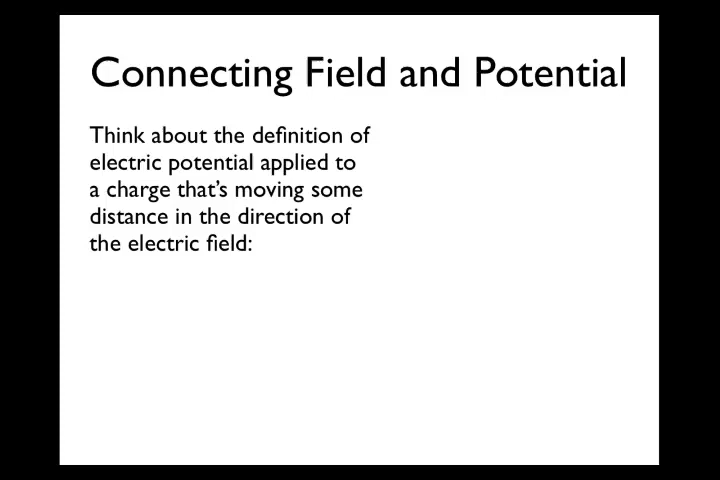 Connecting Field and Potential
Think about the definition of
electric potential applied to
a charge that's moving some
distance in the direction of
the electric field: